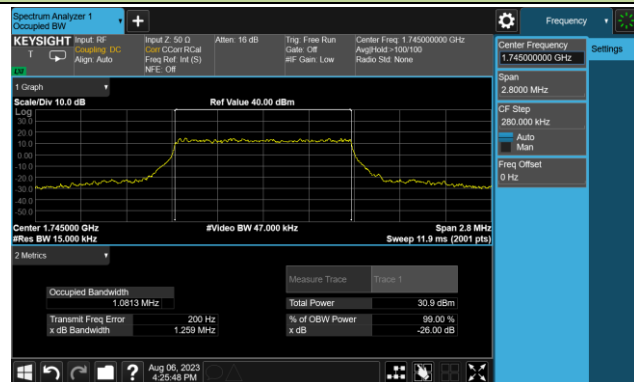 Spectrum Analyzer 1
Occupied BW
Frequency
KEYSIGHT
Input: RF
Coupling: DC
Align: Auto
Input Z: 50 Ω
Corr CCorr RCal
Freq Ref: Int (S)
NFE: Off
Atten: 16 dB
Trig: Free Run
Gate: Off
#IF Gain: Low
Center Freq: 1.745000000 GHz
Avg|Hold:>100/100
Radio Std: None
Center Frequency
1.745000000 GHz
Settings
Span
2.8000 MHz
CF Step
280.000 kHz
Auto
Man
Freq Offset
0 Hz
1 Graph
Scale/Div 10.0 dB
Ref Value 40.00 dBm
Log
30.0
20.0
10.0
0.00
-10.0
-20.0
-30.0
-40.0
-50.0
Center 1.745000 GHz
#Video BW 47.000 kHz
Span 2.8 MHz
#Res BW 15.000 kHz
Sweep 11.9 ms (2001 pts)
2 Metrics
Measure Trace
Trace 1
Occupied Bandwidth
1.0813 MHz
Total Power
30.9 dBm
Transmit Freq Error
200 Hz
% of OBW Power
99.00 %
x dB Bandwidth
1.259 MHz
x dB
-26.00 dB
Aug 06, 2023
4:25:48 PM